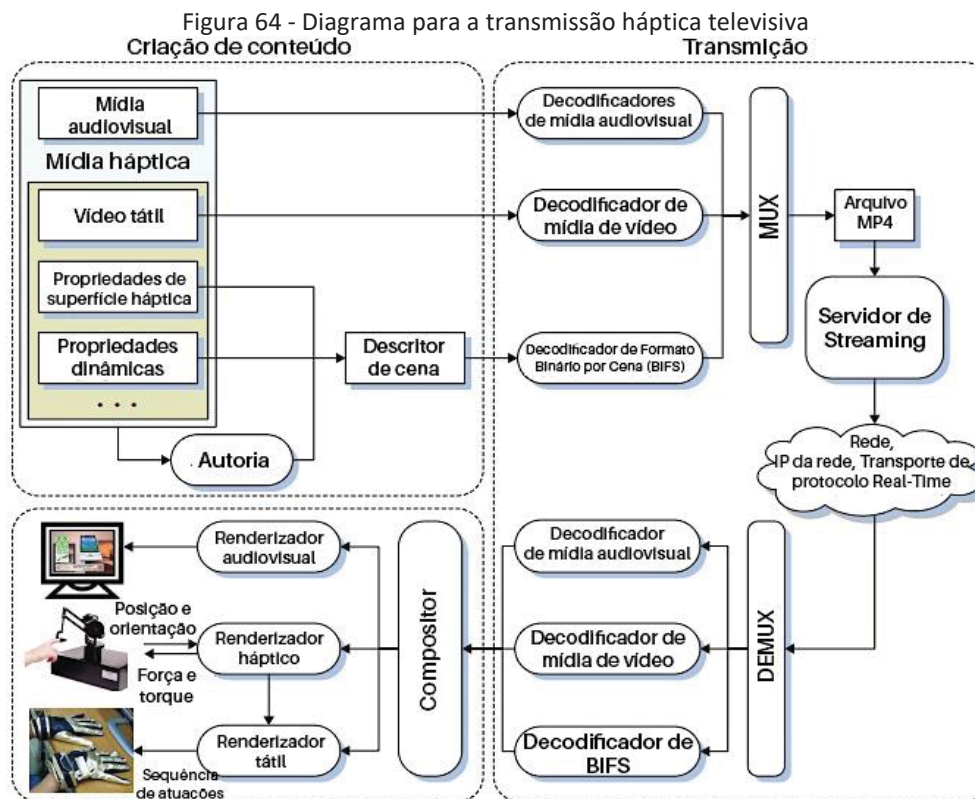 Figura 64 - Diagrama para a transmissão háptica televisiva
Criação de conteúdo
Transmição
Mídia
audiovisual
Mídia háptica
Vídeo tátil
Propriedades de
superfície háptica
Propriedades
dinámicas
. . .
. Autoria
Descritor
de cena
Decodificadores
de mídia audiovisual
Decodificador de
mídia de vídeo
Decodificador de Formato
Binário por Cena (BIFS)
MUX
Arquivo
MP4
Servidor de
Streaming
Rede,
IP da rede, Transporte de
protocolo Real-Time
DEMUX
Decodificador
de mídia audiovisual
Decodificador de
mídia de vídeo
Decodificador de
BIFS
Compositor
Renderizador
audiovisual
Renderizador
háptico
Renderizador
tátil
Posição e
orientação
Força e
torque
Sequência
de atuações